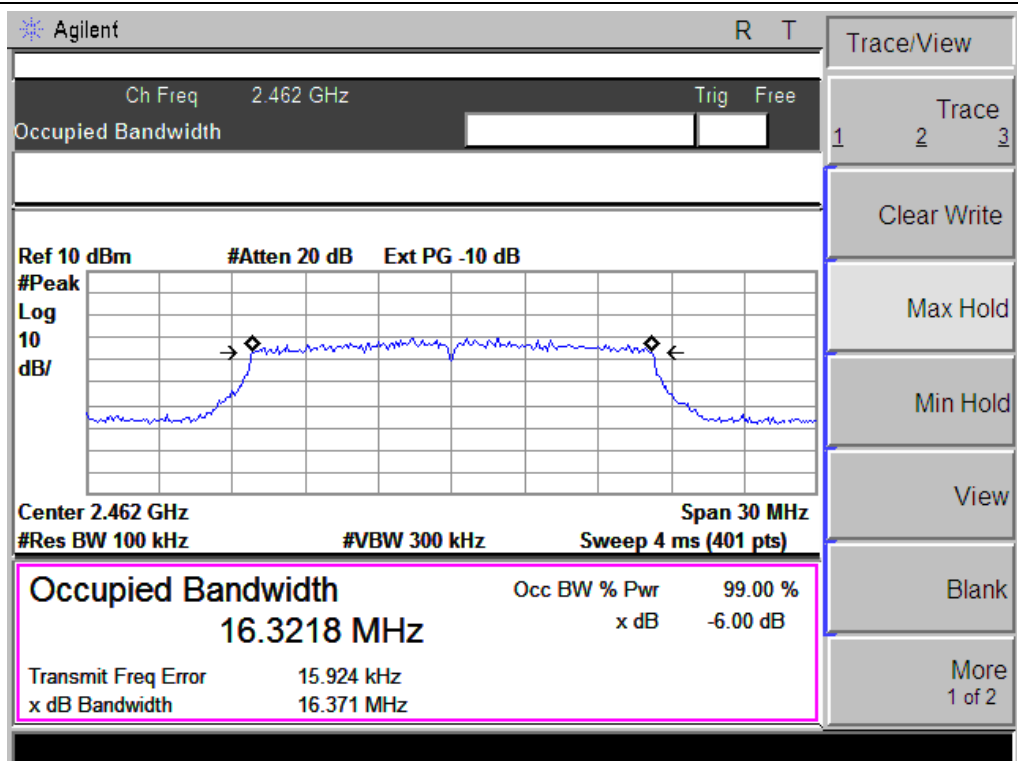 Agilent R T
Trace/View
Ch Freq 2.462 GHz Trig Free
Occupied Bandwidth
Trace
1 2 3
Clear Write
Ref 10 dBm #Atten 20 dB Ext PG -10 dB
#Peak
Log
10
dB/
Max Hold
Min Hold
View
Center 2.462 GHz Span 30 MHz
#Res BW 100 kHz #VBW 300 kHz Sweep 4 ms (401 pts)
Occupied Bandwidth Occ BW % Pwr 99.00 %
16.3218 MHz x dB -6.00 dB
Blank
Transmit Freq Error 15.924 kHz
x dB Bandwidth 16.371 MHz
More
1 of 2